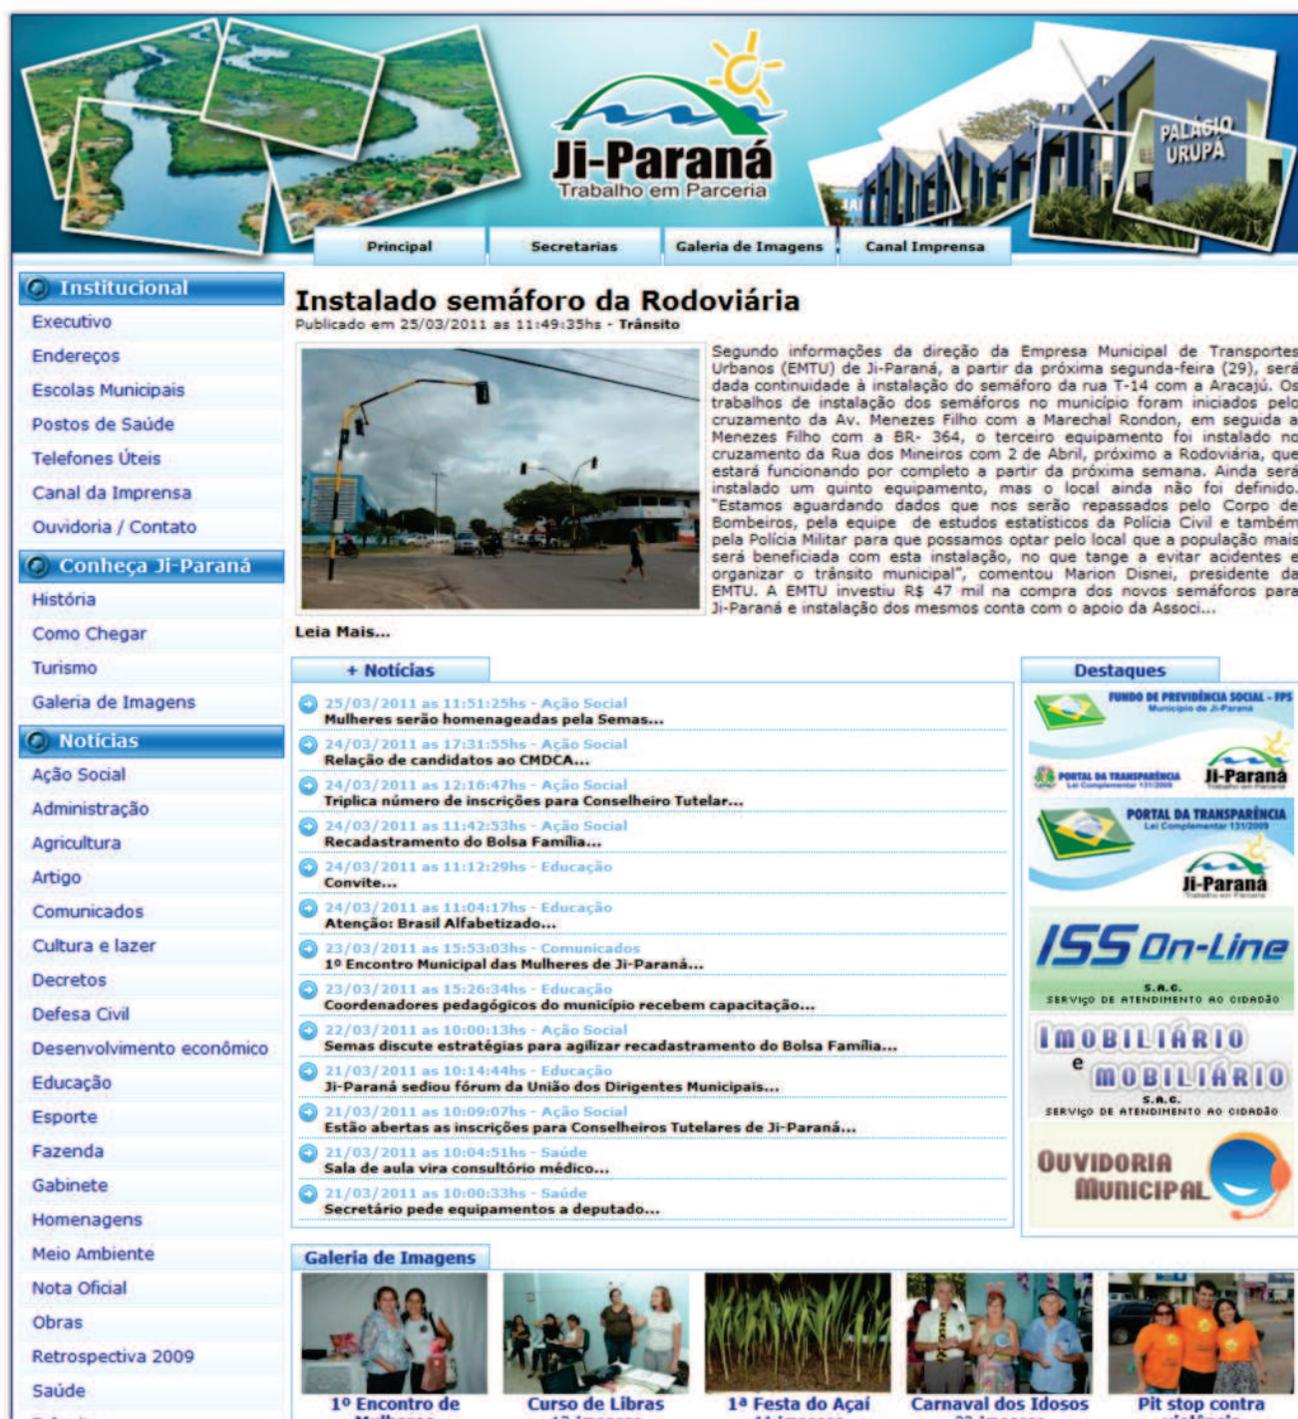 PALÁCIO
URUPÁ
Ji-Paraná
Trabalho em Parceria
Principal
Secretarias
Galeria de Imagens
Canal Imprensa
Institucional
Executivo
Endereços
Escolas Municipais
Postos de Saúde
Telefones Úteis
Canal da Imprensa
Ouvidoria / Contato
Conheça Ji-Paraná
História
Como Chegar
Turismo
Galeria de Imagens
Notícias
Ação Social
Administração
Agricultura
Artigo
Comunicados
Cultura e lazer
Decretos
Defesa Civil
Desenvolvimento econômico
Educação
Esporte
Fazenda
Gabinete
Homenagens
Meio Ambiente
Nota Oficial
Obras
Retrospectiva 2009
Saúde
Instalado semáforo da Rodoviária
Publicado em 25/03/2011 as 11:49:35hs - Trânsito
Segundo informações da direção da Empresa Municipal de Transportes
Urbanos (EMTU) de Ji-Paraná, a partir da próxima segunda-feira (29), será
dada continuidade à instalação do semáforo da rua T-14 com a Aracajú. Os
trabalhos de instalação dos semáforos no município foram iniciados pelo
cruzamento da Av. Menezes Filho com a Marechal Rondon, em seguida a
Menezes Filho com a BR- 364, o terceiro equipamento foi instalado no
cruzamento da Rua dos Mineiros com 2 de Abril, próximo a Rodoviária, que
estará funcionando por completo a partir da próxima semana. Ainda será
instalado um quinto equipamento, mas o local ainda não foi definido.
"Estamos aguardando dados que nos serão repassados pelo Corpo de
Bombeiros, pela equipe de estudos estatísticos da Polícia Civil e também
pela Polícia Militar para que possamos optar pelo local que a população mais
será beneficiada com esta instalação, no que tange a evitar acidentes e
organizar o trânsito municipal", comentou Marion Disnei, presidente da
EMTU. A EMTU investiu R$ 47 mil na compra dos novos semáforos para
Ji-Paraná e instalação dos mesmos conta com o apoio da Associ...
Leia Mais...
+ Notícias
25/03/2011 as 11:51:25hs - Ação Social
Mulheres serão homenageadas pela Semas...
24/03/2011 as 17:31:55hs - Ação Social
Relação de candidatos ao CMDCA...
24/03/2011 as 12:16:47hs - Ação Social
Triplica número de inscrições para Conselheiro Tutelar...
24/03/2011 as 11:42:53hs - Ação Social
Recadastramento do Bolsa Família...
24/03/2011 as 11:12:29hs - Educação
Convite...
24/03/2011 as 11:04:17hs - Educação
Atenção: Brasil Alfabetizado...
23/03/2011 as 15:53:03hs - Comunicados
1º Encontro Municipal das Mulheres de Ji-Paraná...
23/03/2011 as 15:26:34hs - Educação
Coordenadores pedagógicos do município recebem capacitação...
22/03/2011 as 10:00:13hs - Ação Social
Semas discute estratégias para agilizar recadastramento do Bolsa Família...
21/03/2011 as 10:14:44hs - Educação
Ji-Paraná sediou fórum da União dos Dirigentes Municipais...
21/03/2011 as 10:09:07hs - Ação Social
Estão abertas as inscrições para Conselheiros Tutelares de Ji-Paraná...
21/03/2011 as 10:04:51hs - Saúde
Sala de aula vira consultório médico...
21/03/2011 as 10:00:33hs - Saúde
Secretário pede equipamentos a deputado...
Destaques
FUNDO DE PREVIDÊNCIA SOCIAL - FPS
Município de Ji-Paraná
PORTAL DA TRANSPARÊNCIA
Lei Complementar 131/2009
Ji-Paraná
Trabalho em Parceria
PORTAL DA TRANSPARÊNCIA
Lei Complementar 131/2009
Ji-Paraná
Trabalho em Parceria
ISS On-Line
S.A.C.
SERVIÇO DE ATENDIMENTO AO CIDADÃO
IMOBILIÁRIO
e
MOBILIÁRIO
S.A.C.
SERVIÇO DE ATENDIMENTO AO CIDADÃO
OUVIDORIA
MUNICIPAL
Galeria de Imagens
1º Encontro de
Curso de Libras
1ª Festa do Açaí
Carnaval dos Idosos
Pit stop contra